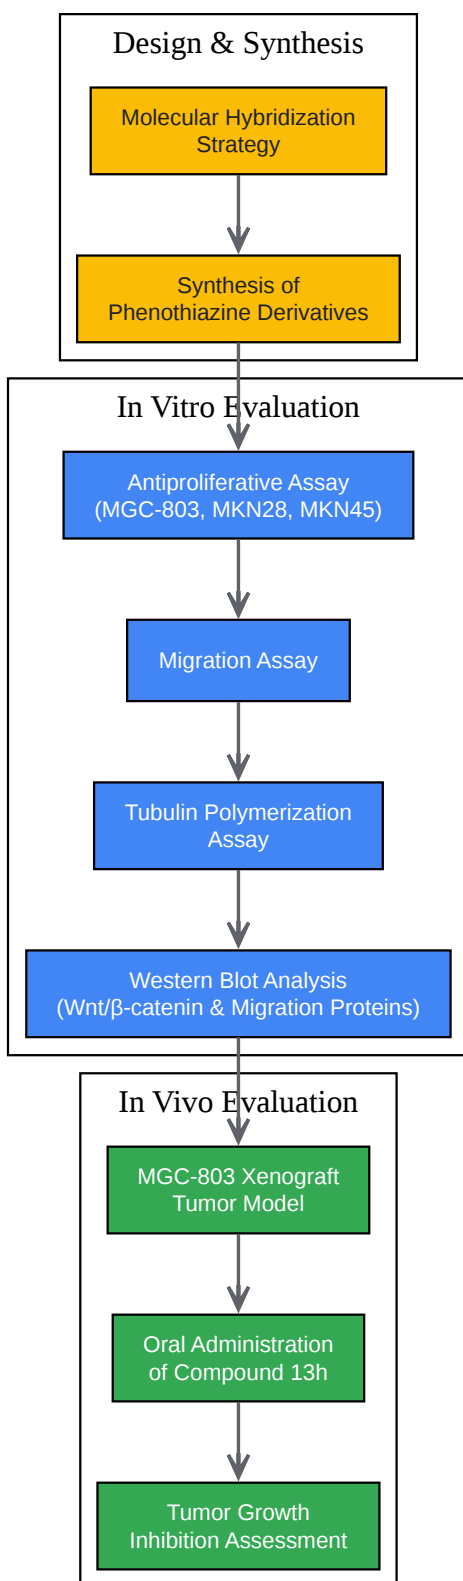 Design & Synthesis
Molecular Hybridization
Strategy
Synthesis of
Phenothiazine Derivatives
In Vitro Evaluation
Antiproliferative Assay
(MGC-803, MKN28, MKN45)
Migration Assay
Tubulin Polymerization
Assay
Western Blot Analysis
(Wnt/β-catenin & Migration Proteins)
In Vivo Evaluation
MGC-803 Xenograft
Tumor Model
Oral Administration
of Compound 13h
Tumor Growth
Inhibition Assessment